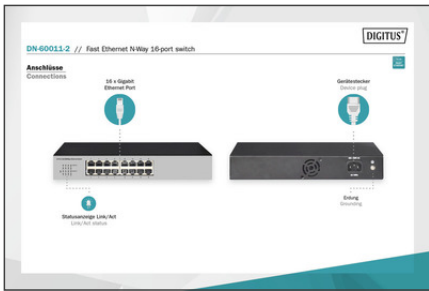 DIGITUS®
DN-60011-2 // Fast Ethernet N-Way 16-port switch
Anschlüsse
Connections
16 x Gigabit
Ethernet Port
Gerätestecker
Device plug
Statusanzeige Link/Act
Link/Act status
Erdung
Grounding